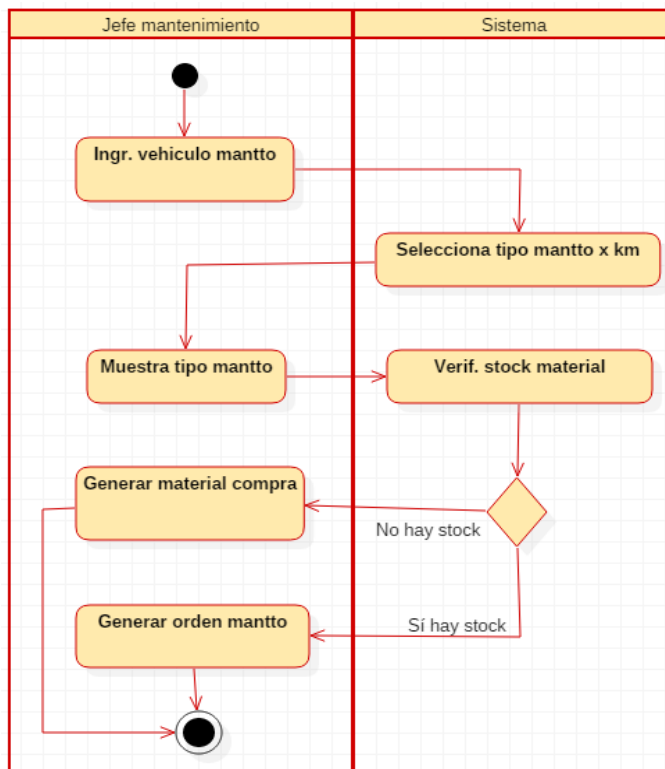 Jefe mantenimiento
Sistema
Ingr. vehiculo mantto
Selecciona tipo mantto x km
Muestra tipo mantto
Verif. stock material
Generar material compra
No hay stock
Generar orden mantto
Sí hay stock